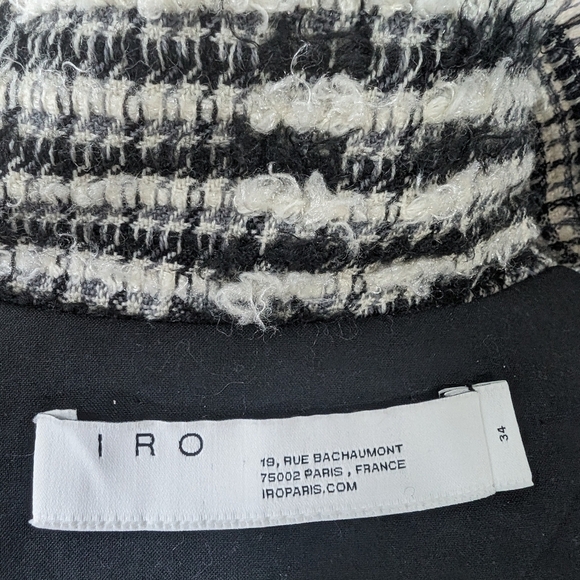 IRO
19, RUE BACHAUMONT
75002 PARIS , FRANCE
IROPARIS.COM
34